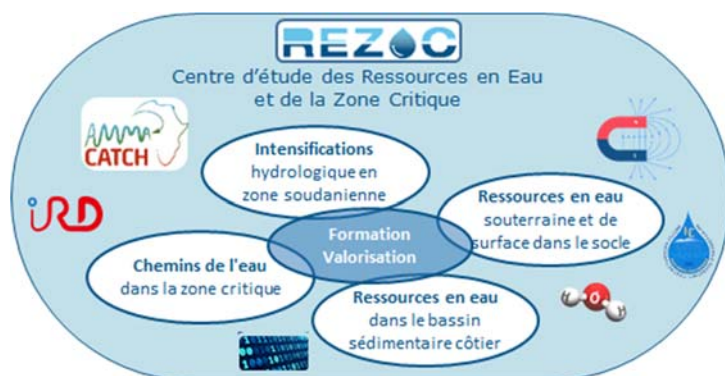 REZOC
Centre d'étude des Ressources en Eau
et de la Zone Critique
AMMA
CATCH
IRD
Intensifications
hydrologique en
zone soudanienne
Ressources en eau
souterraine et de
surface dans le socle
Formation
Valorisation
Chemins de l'eau
dans la zone critique
Ressources en eau
dans le bassin
sédimentaire côtier
H O H